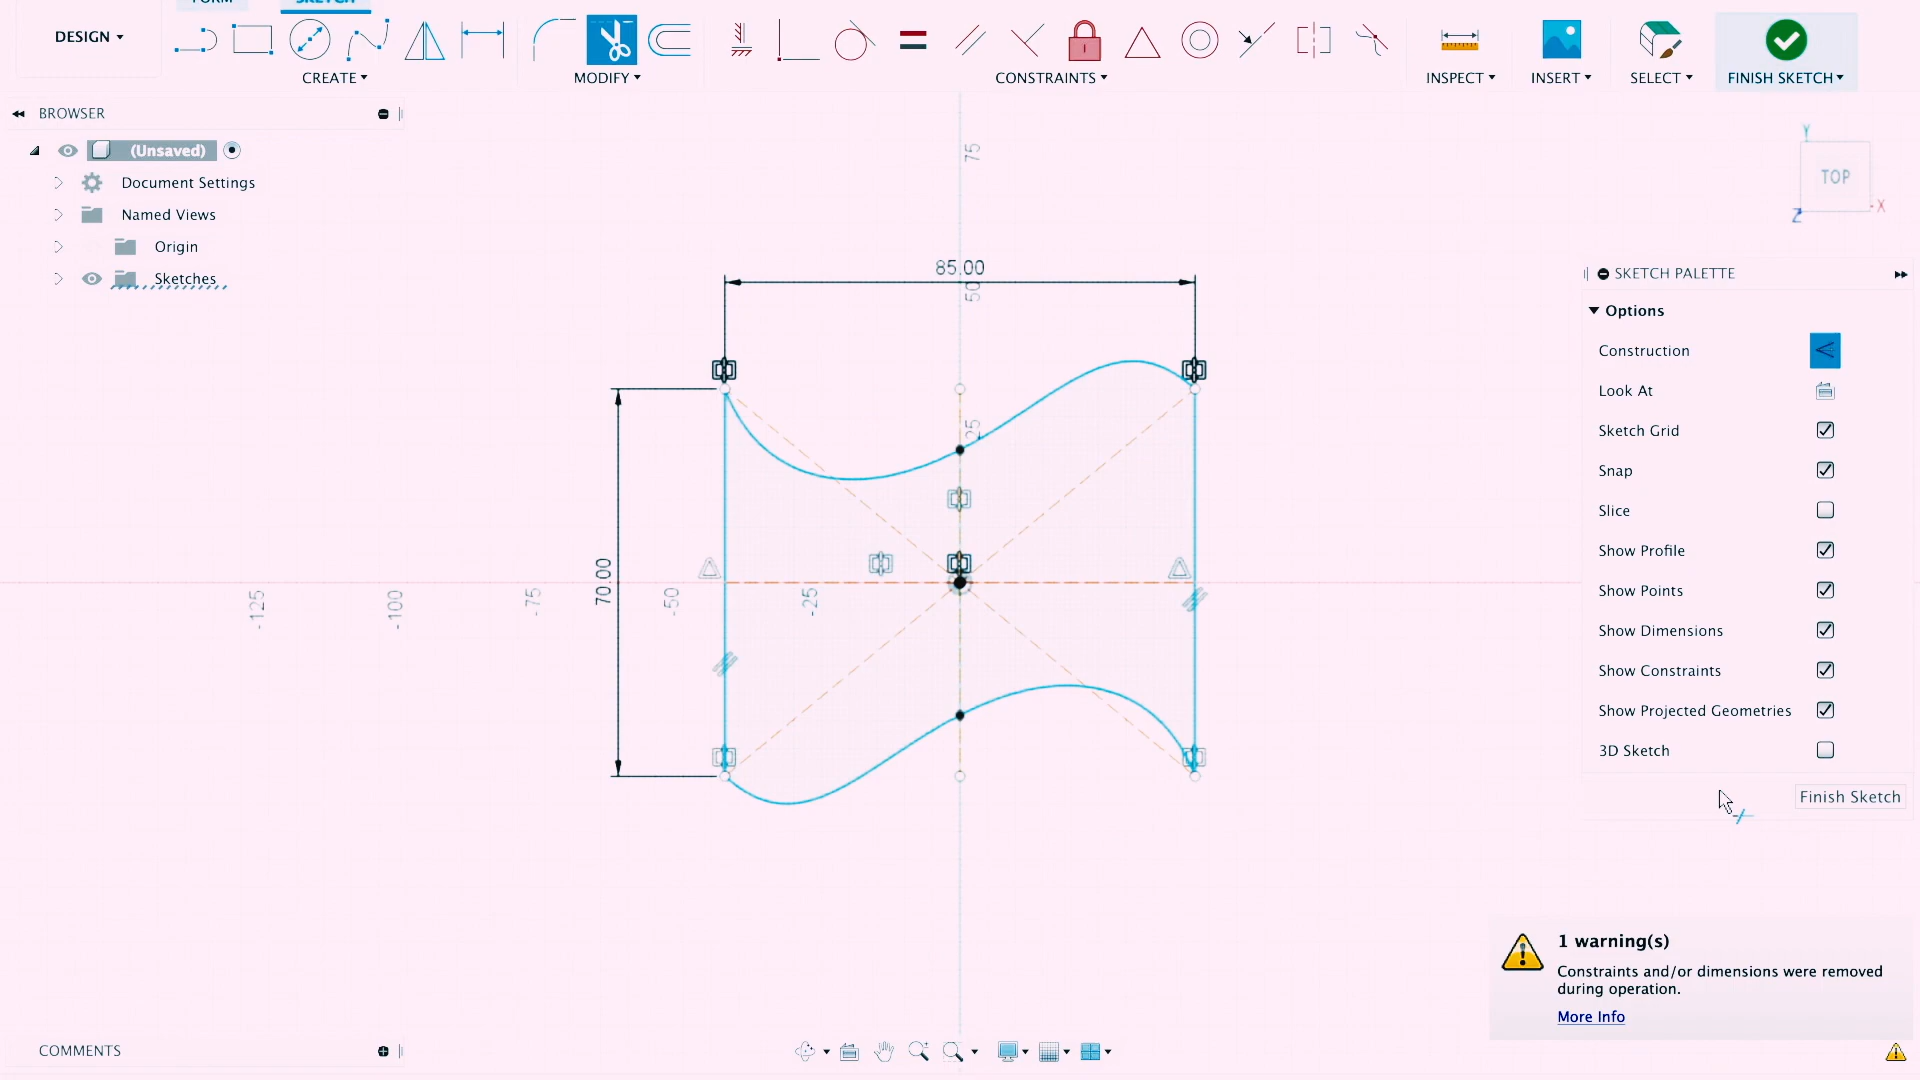 FORM
SKETCH
DESIGN
CREATE
MODIFY
CONSTRAINTS
INSPECT
INSERT
SELECT
FINISH SKETCH
BROWSER
(Unsaved)
Document Settings
Named Views
Origin
Sketches
75
50
25
85.00
70.00
-125
-100
-75
-50
-25
Y
TOP
X
Z
SKETCH PALETTE
Options
Construction
Look At
Sketch Grid
Snap
Slice
Show Profile
Show Points
Show Dimensions
Show Constraints
Show Projected Geometries
3D Sketch
Finish Sketch
1 warning(s)
Constraints and/or dimensions were removed
during operation.
More Info
COMMENTS